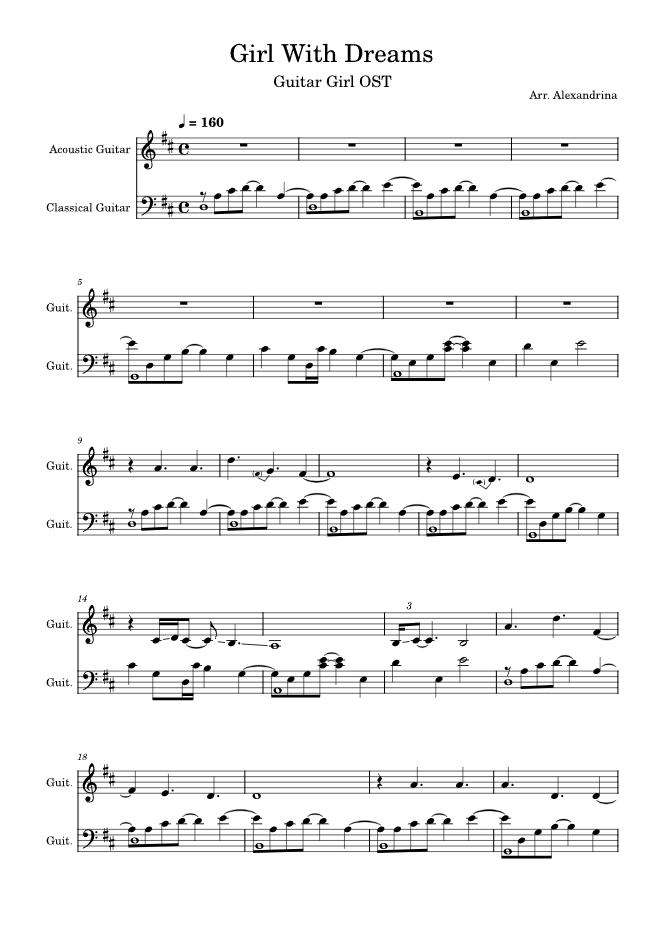 Girl With Dreams
Guitar Girl OST
Arr. Alexandrina
♩ = 160
Acoustic Guitar
Classical Guitar
5
Guit.
Guit.
9
Guit.
Guit.
14
3
Guit.
Guit.
18
Guit.
Guit.